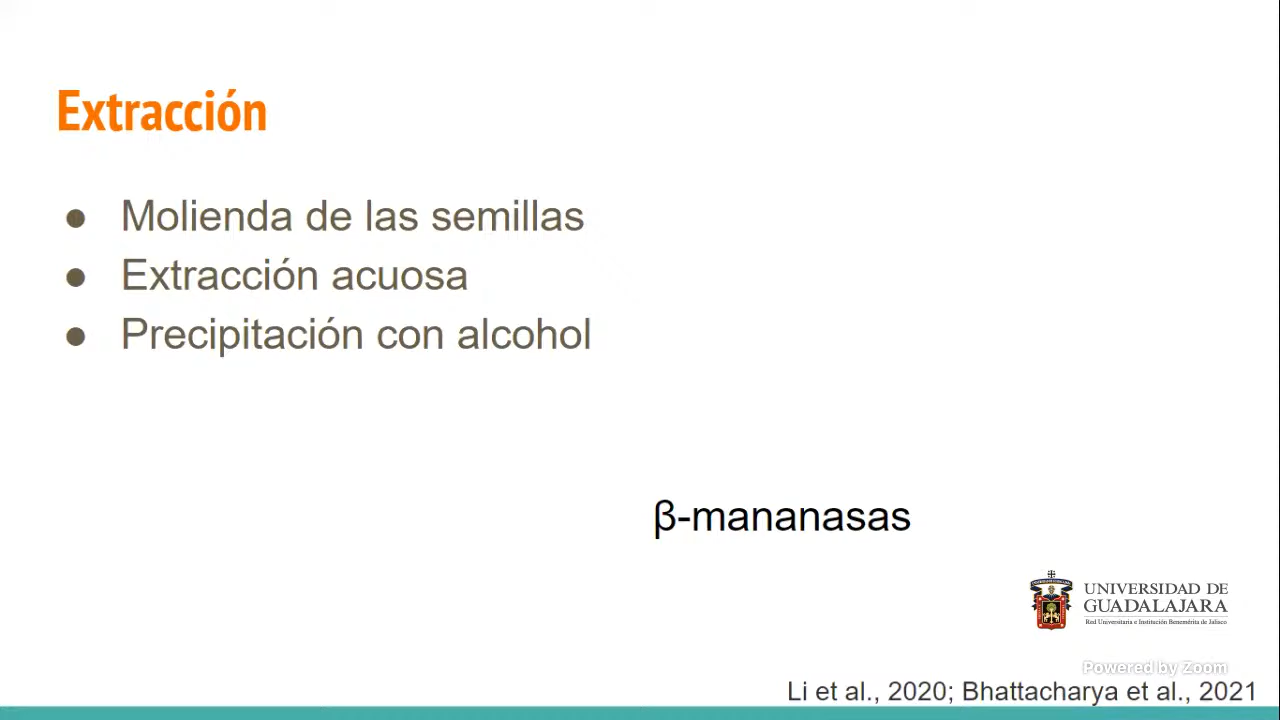 Extracción
● Molienda de las semillas
● Extracción acuosa
● Precipitación con alcohol
β-mananasas
UNIVERSIDAD DE
GUADALAJARA
Red Universitaria e Institución Benemérita de Jalisco
Powered by Zoom
Li et al., 2020; Bhattacharya et al., 2021